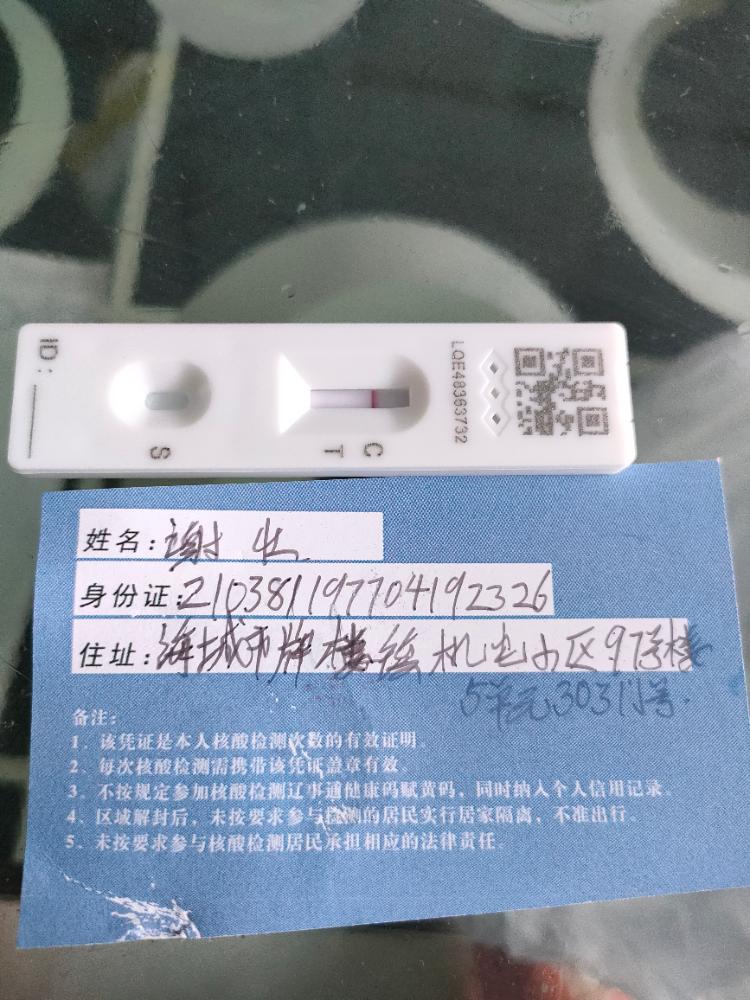 ID:
S
T
C
LQE48363732
姓名:谢
身份证:210381197704192326
住址:海城市牌楼 机电小区97号楼
5单元303门号.
备注:
1、该凭证是本人核酸检测次数的有效证明。
2、每次核酸检测需携带该凭证盖章有效。
3、不按规定参加核酸检测辽事通健康码赋黄码,同时纳入个人信用记录。
4、区域解封后,未按要求参与检测的居民实行居家隔离,不准出行。
5、未按要求参与核酸检测居民承担相应的法律责任。